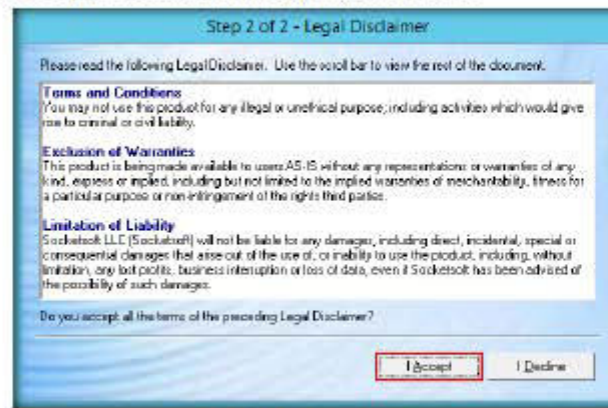 Step 2 of 2 - Legal Disclaimer
Please read the following Legal Disclaimer. Use the scroll bar to view the rest of the document.
Terms and Conditions
You may not use this product for any illegal or unethical purpose, including activities which would give
rise to criminal or civil liability.
Exclusion of Warranties
This product is being made available to users AS-IS without any representations or warranties of any
kind, express or implied, including but not limited to the implied warranties of merchantability, fitness for
a particular purpose or non-infringement of the rights third parties.
Limitation of Liability
Socketsoft LLC (Socketsoft) will not be liable for any damages, including direct, incidental, special or
consequential damages that arise out of the use of, or inability to use the product, including, without
limitation, any lost profits, business interruption or loss of data, even if Socketsoft has been advised of
the possibility of such damages.
Do you accept all the terms of the preceding Legal Disclaimer?
I Accept
I Decline